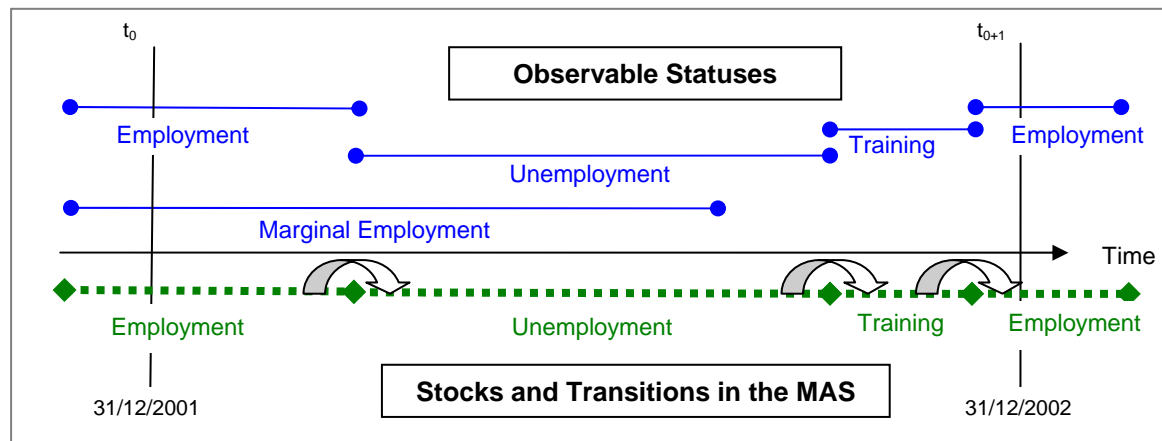 t0
t0+1
Observable Statuses
Employment
Training
Employment
Unemployment
Marginal Employment
Time
Employment
Unemployment
Training
Employment
Stocks and Transitions in the MAS
31/12/2001
31/12/2002